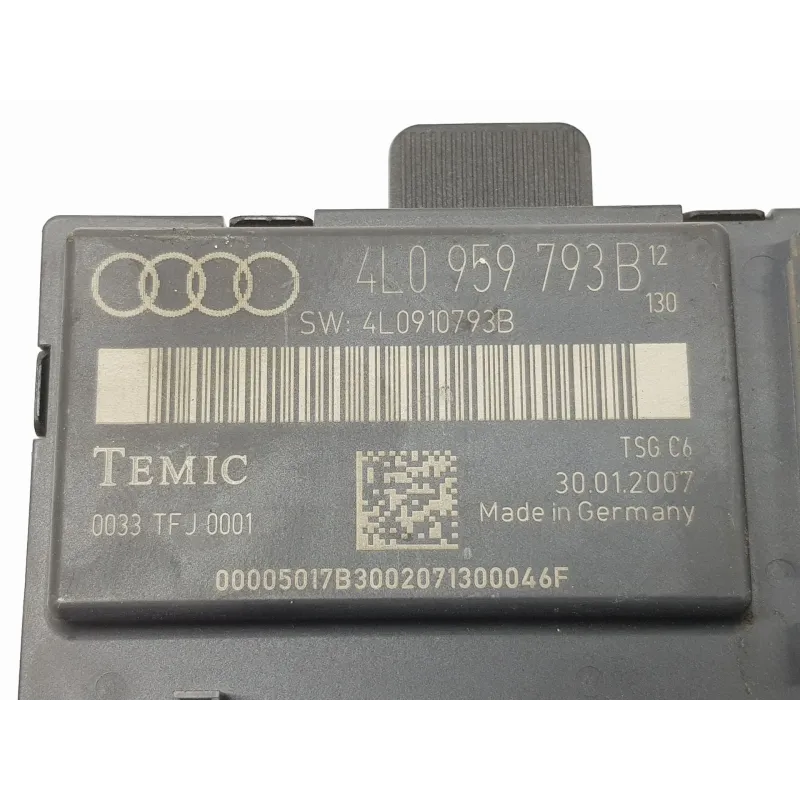 4L0 959 793B 12
130
SW: 4L0910793B
TEMIC
TSG C6
30.01.2007
0033 TFJ 0001
Made in Germany
00005017B3002071300046F